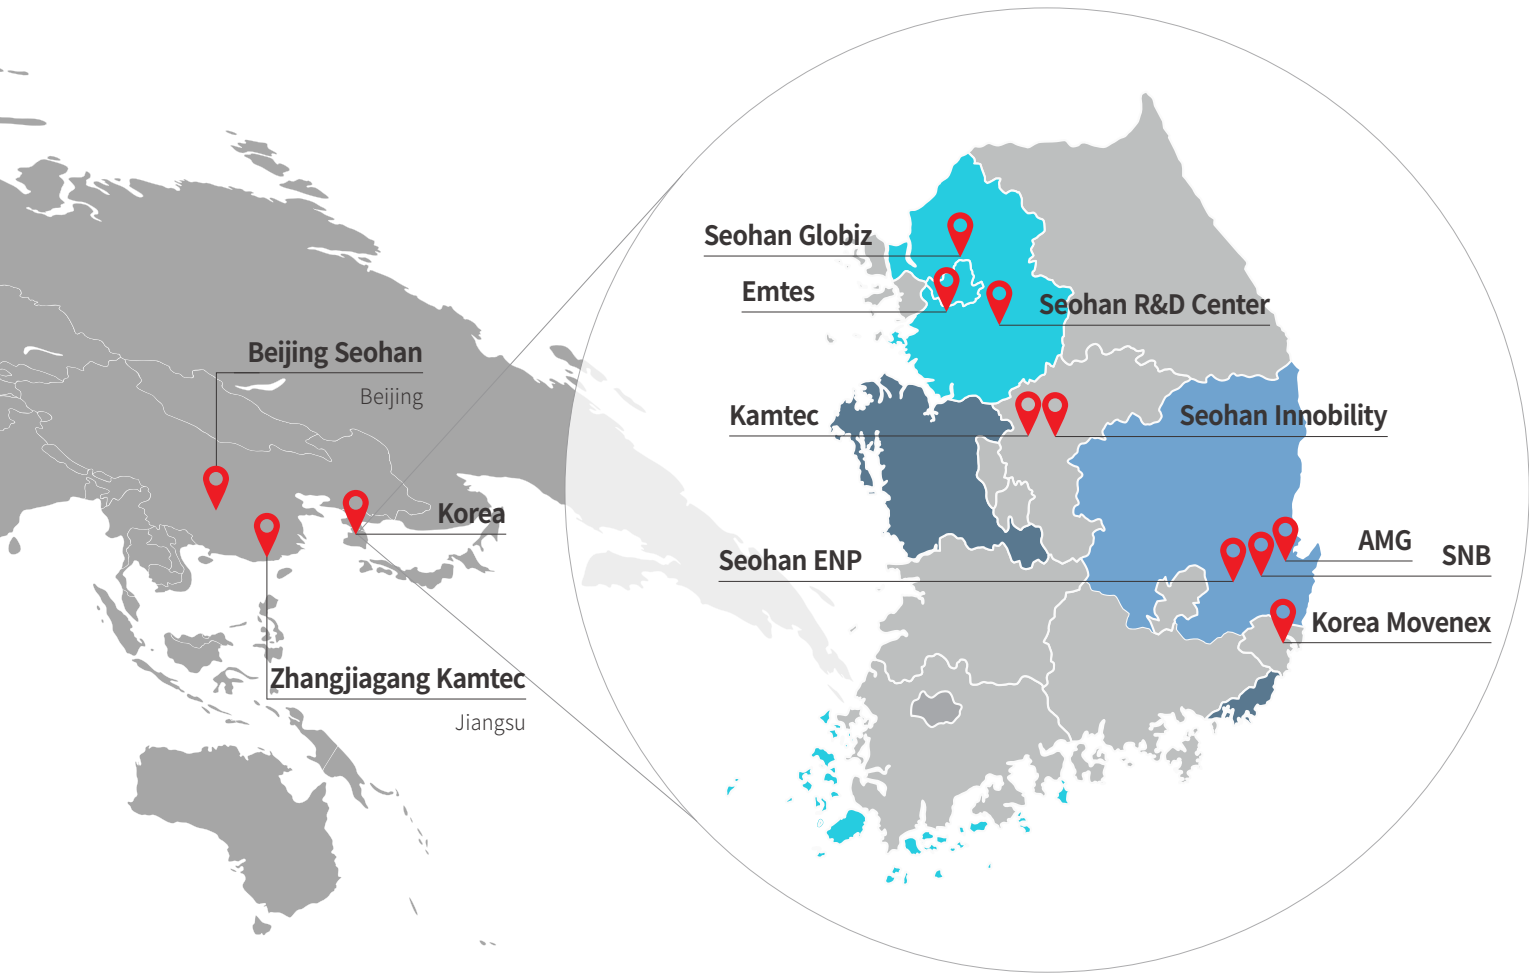 Beijing Seohan
Beijing
Korea
Zhangjiagang Kamtec
Jiangsu
Seohan Globiz
Emtes
Seohan R&D Center
Kamtec
Seohan Innobility
Seohan ENP
AMG
SNB
Korea Movenex